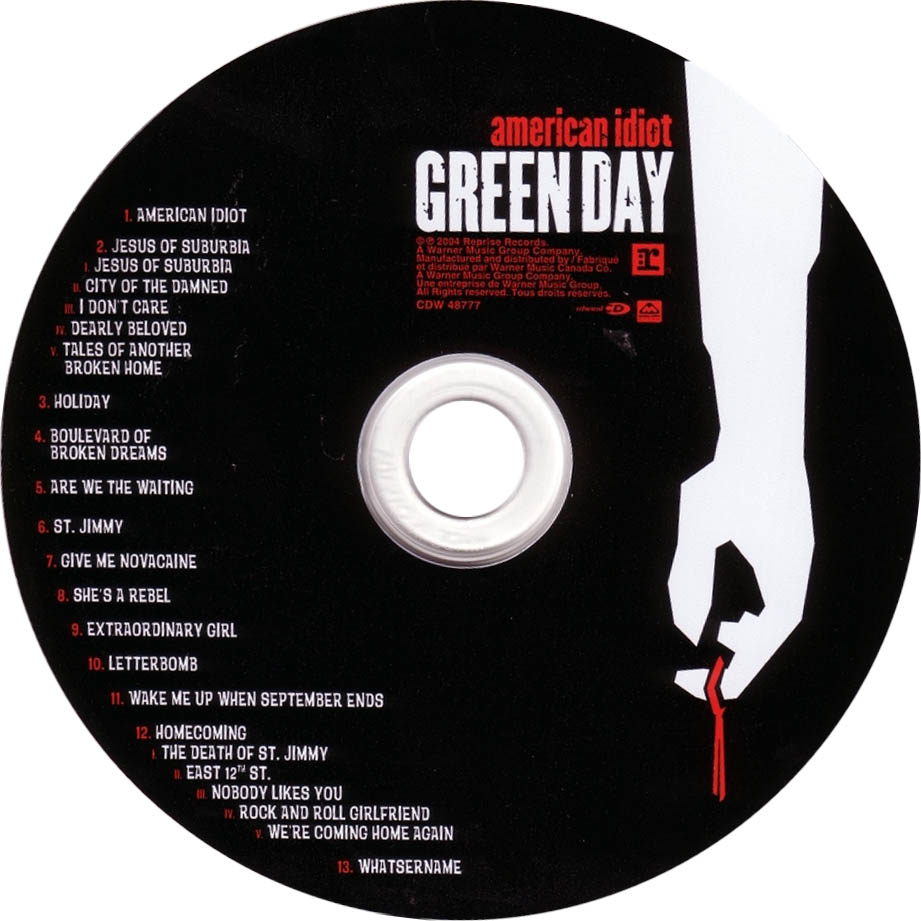 american idiot
GREEN DAY
© ℗ 2004 Reprise Records.
A Warner Music Group Company.
Manufactured and distributed by / Fabriqué
et distribué par Warner Music Canada Co.
A Warner Music Group Company,
Une entreprise de Warner Music Group.
All Rights reserved. Tous droits réservés.
CDW 48777
r
enhanced CD
1. AMERICAN IDIOT
2. JESUS OF SUBURBIA
I. JESUS OF SUBURBIA
II. CITY OF THE DAMNED
III. I DON'T CARE
IV. DEARLY BELOVED
V. TALES OF ANOTHER
BROKEN HOME
3. HOLIDAY
4. BOULEVARD OF
BROKEN DREAMS
5. ARE WE THE WAITING
6. ST. JIMMY
7. GIVE ME NOVACAINE
8. SHE'S A REBEL
9. EXTRAORDINARY GIRL
10. LETTERBOMB
11. WAKE ME UP WHEN SEPTEMBER ENDS
12. HOMECOMING
I. THE DEATH OF ST. JIMMY
II. EAST 12TH ST.
III. NOBODY LIKES YOU
IV. ROCK AND ROLL GIRLFRIEND
V. WE'RE COMING HOME AGAIN
13. WHATSERNAME